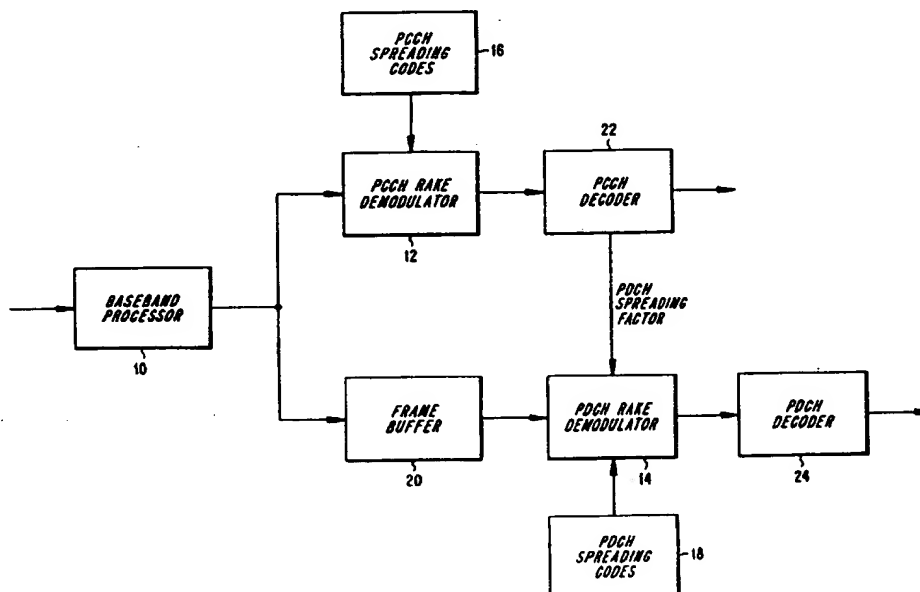 PCCH
SPREADING
CODES
16
PCCH RAKE
DEMODULATOR
12
22
PCCH
DECODER
BASEBAND
PROCESSOR
10
PDCH
SPREADING
FACTOR
FRAME
BUFFER
20
PDCH RAKE
DEMODULATOR
14
PDCH
DECODER
24
PDCH
SPREADING
CODES
18